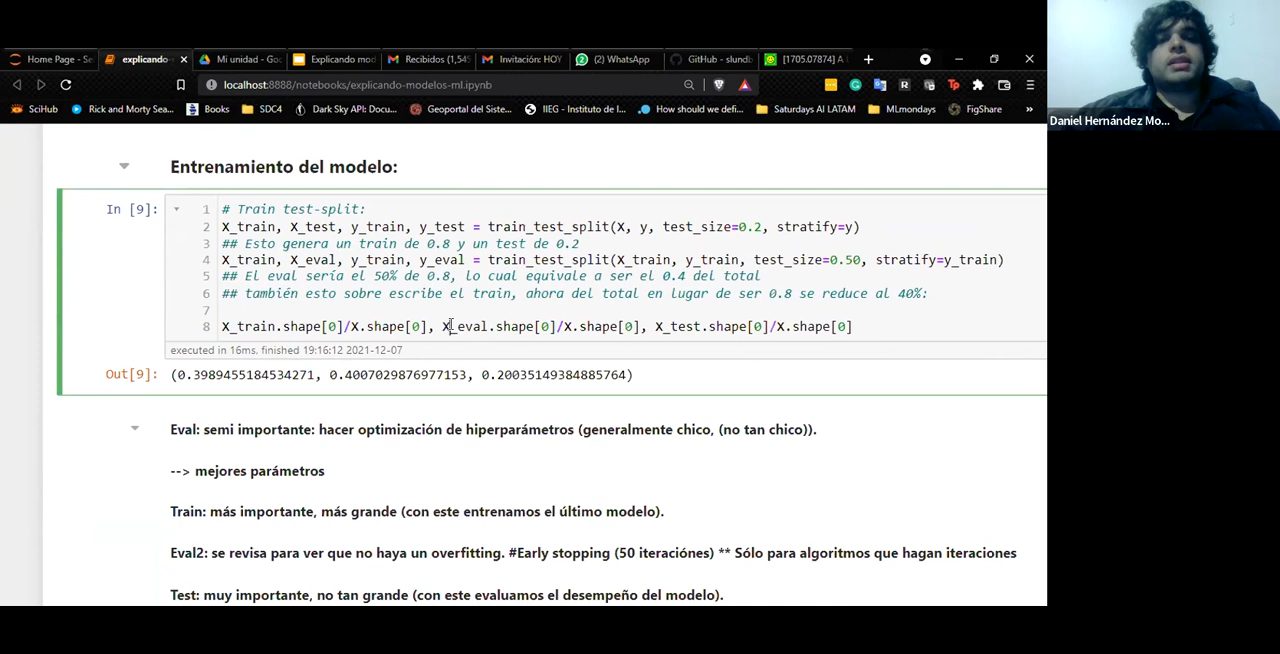 Home Page - Se
explicando-
Mi unidad - Goo
Explicando mod
Recibidos (1,545
Invitación: HOY
(2) WhatsApp
GitHub - slundb
[1705.07874] A U
localhost:8888/notebooks/explicando-modelos-ml.ipynb
SciHub
Rick and Morty Sea...
Books
SDC4
Dark Sky API: Docu...
Geoportal del Siste...
IIEG - Instituto de I...
How should we defi...
Saturdays AI LATAM
MLmondays
FigShare
»
Daniel Hernández Mo...
Entrenamiento del modelo:
In [9]:
1 # Train test-split:
2 X_train, X_test, y_train, y_test = train_test_split(X, y, test_size=0.2, stratify=y)
3 ## Esto genera un train de 0.8 y un test de 0.2
4 X_train, X_eval, y_train, y_eval = train_test_split(X_train, y_train, test_size=0.50, stratify=y_train)
5 ## El eval sería el 50% de 0.8, lo cual equivale a ser el 0.4 del total
6 ## también esto sobre escribe el train, ahora del total en lugar de ser 0.8 se reduce al 40%:
7
8 X_train.shape[0]/X.shape[0], X_eval.shape[0]/X.shape[0], X_test.shape[0]/X.shape[0]
executed in 16ms, finished 19:16:12 2021-12-07
Out[9]: (0.3989455184534271, 0.4007029876977153, 0.20035149384885764)
Eval: semi importante: hacer optimización de hiperparámetros (generalmente chico, (no tan chico)).
--> mejores parámetros
Train: más importante, más grande (con este entrenamos el último modelo).
Eval2: se revisa para ver que no haya un overfitting. #Early stopping (50 iteraciónes) ** Sólo para algoritmos que hagan iteraciones
Test: muy importante, no tan grande (con este evaluamos el desempeño del modelo).